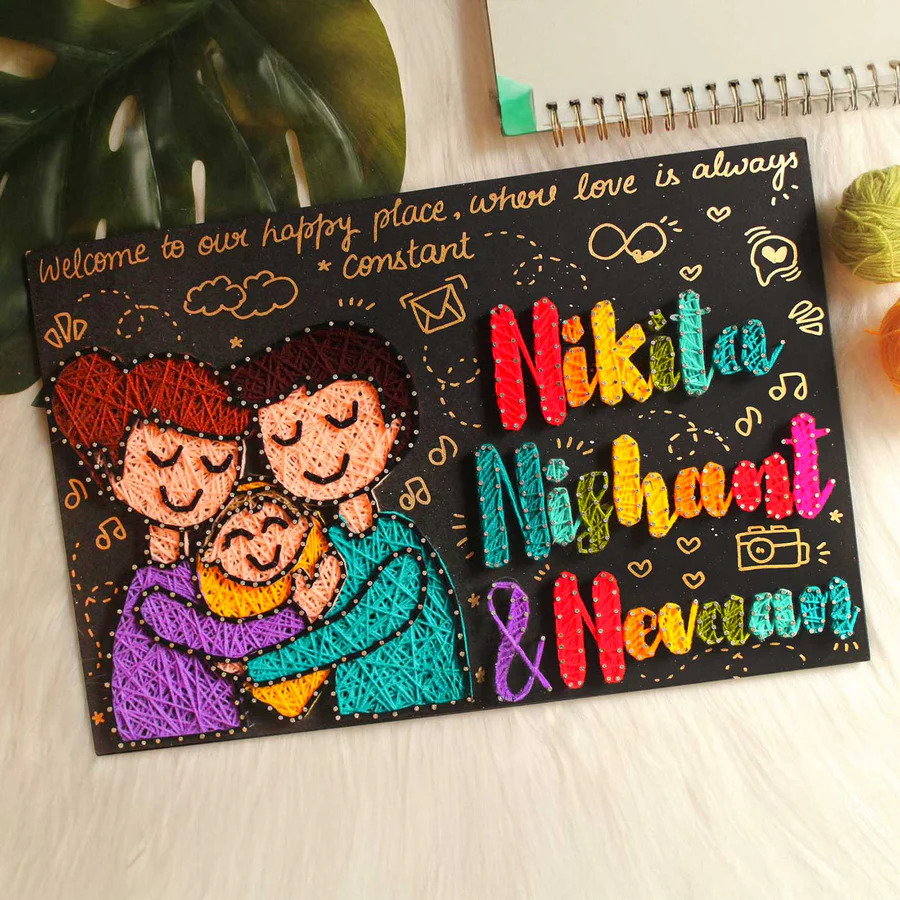 Welcome to our happy place, where love is always
* constant
Nikita
Nishant
& Nevaan